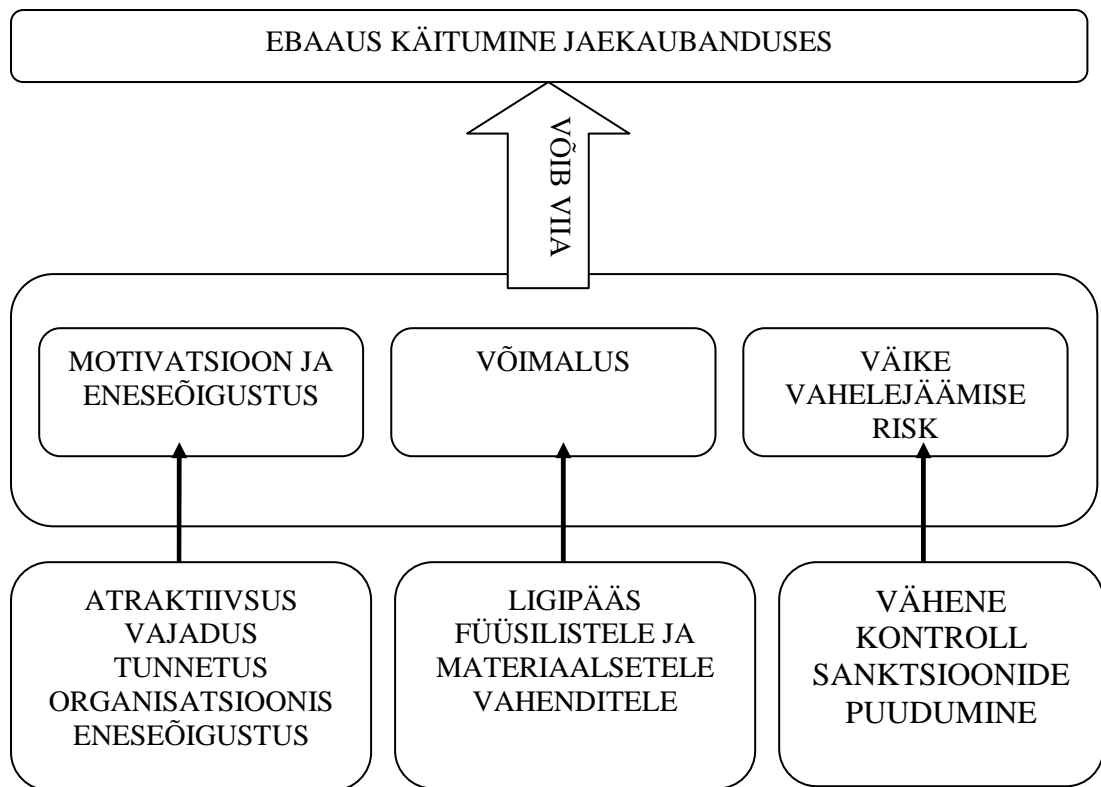 EBAAUS KÄITUMINE JAEKAUBANDUSES
VÕIB VIIA
MOTIVATSIOON JA
ENESEÕIGUSTUS
VÕIMALUS
VÄIKE
VAHELEJÄÄMISE
RISK
ATRAKTIIVSUS
VAJADUS
TUNNETUS
ORGANISATSIOONIS
ENESEÕIGUSTUS
LIGIPÄÄS
FÜÜSILISTELE JA
MATERIAALSETELE
VAHENDITELE
VÄHENE
KONTROLL
SANKTSIOONIDE
PUUDUMINE